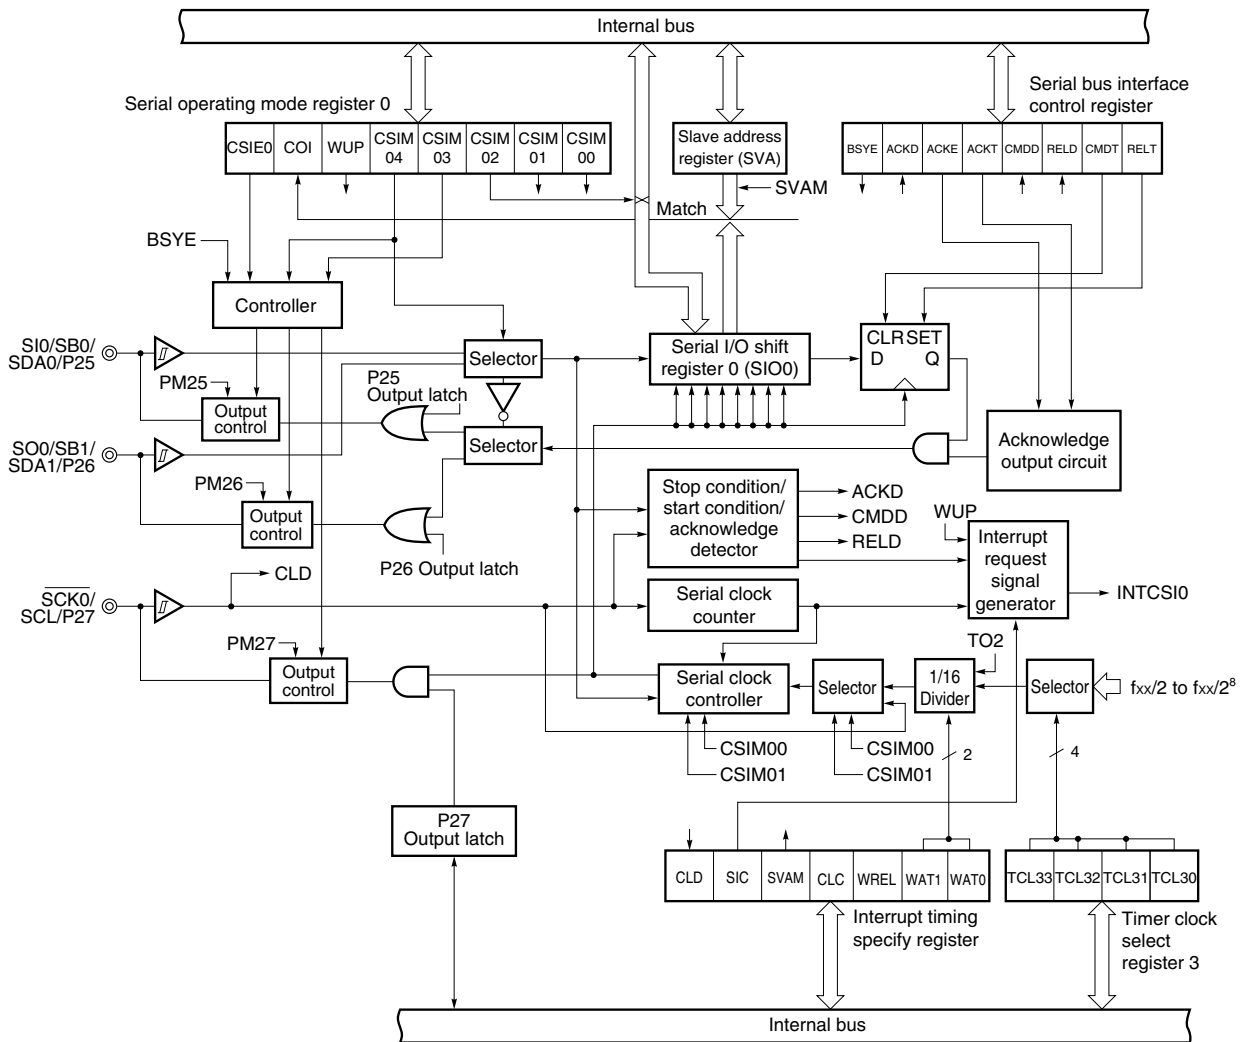 Internal bus
Serial operating mode register 0
CSIE0 COI WUP CSIM 04 CSIM 03 CSIM 02 CSIM 01 CSIM 00
Slave address
register (SVA)
SVAM
Match
Serial bus interface
control register
BSYE ACKD ACKE ACKT CMDD RELD CMDT RELT
BSYE
Controller
SI0/SB0/
SDA0/P25
PM25
Output
control
P25
Output latch
Selector
Selector
Serial I/O shift
register 0 (SIO0)
CLR SET
D Q
Acknowledge
output circuit
SO0/SB1/
SDA1/P26
PM26
Output
control
P26 Output latch
Stop condition/
start condition/
acknowledge
detector
ACKD
CMDD
RELD
WUP
Interrupt
request
signal
generator
INTCSI0
SCK0/
SCL/P27
CLD
Serial clock
counter
PM27
Output
control
Serial clock
controller
CSIM00
CSIM01
Selector
CSIM00
CSIM01
TO2
1/16
Divider
2
Selector
fxx/2 to fxx/2⁸
4
P27
Output latch
CLD SIC SVAM CLC WREL WAT1 WAT0
Interrupt timing
specify register
TCL33 TCL32 TCL31 TCL30
Timer clock
select
register 3
Internal bus